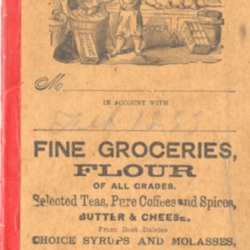 M
IN ACCOUNT WITH
FINE GROCERIES,
FLOUR
OF ALL GRADES.
Selected Teas, Pure Coffees and Spices,
BUTTER & CHEESE,
From Best Dairies
CHOICE SYRUPS AND MOLASSES,